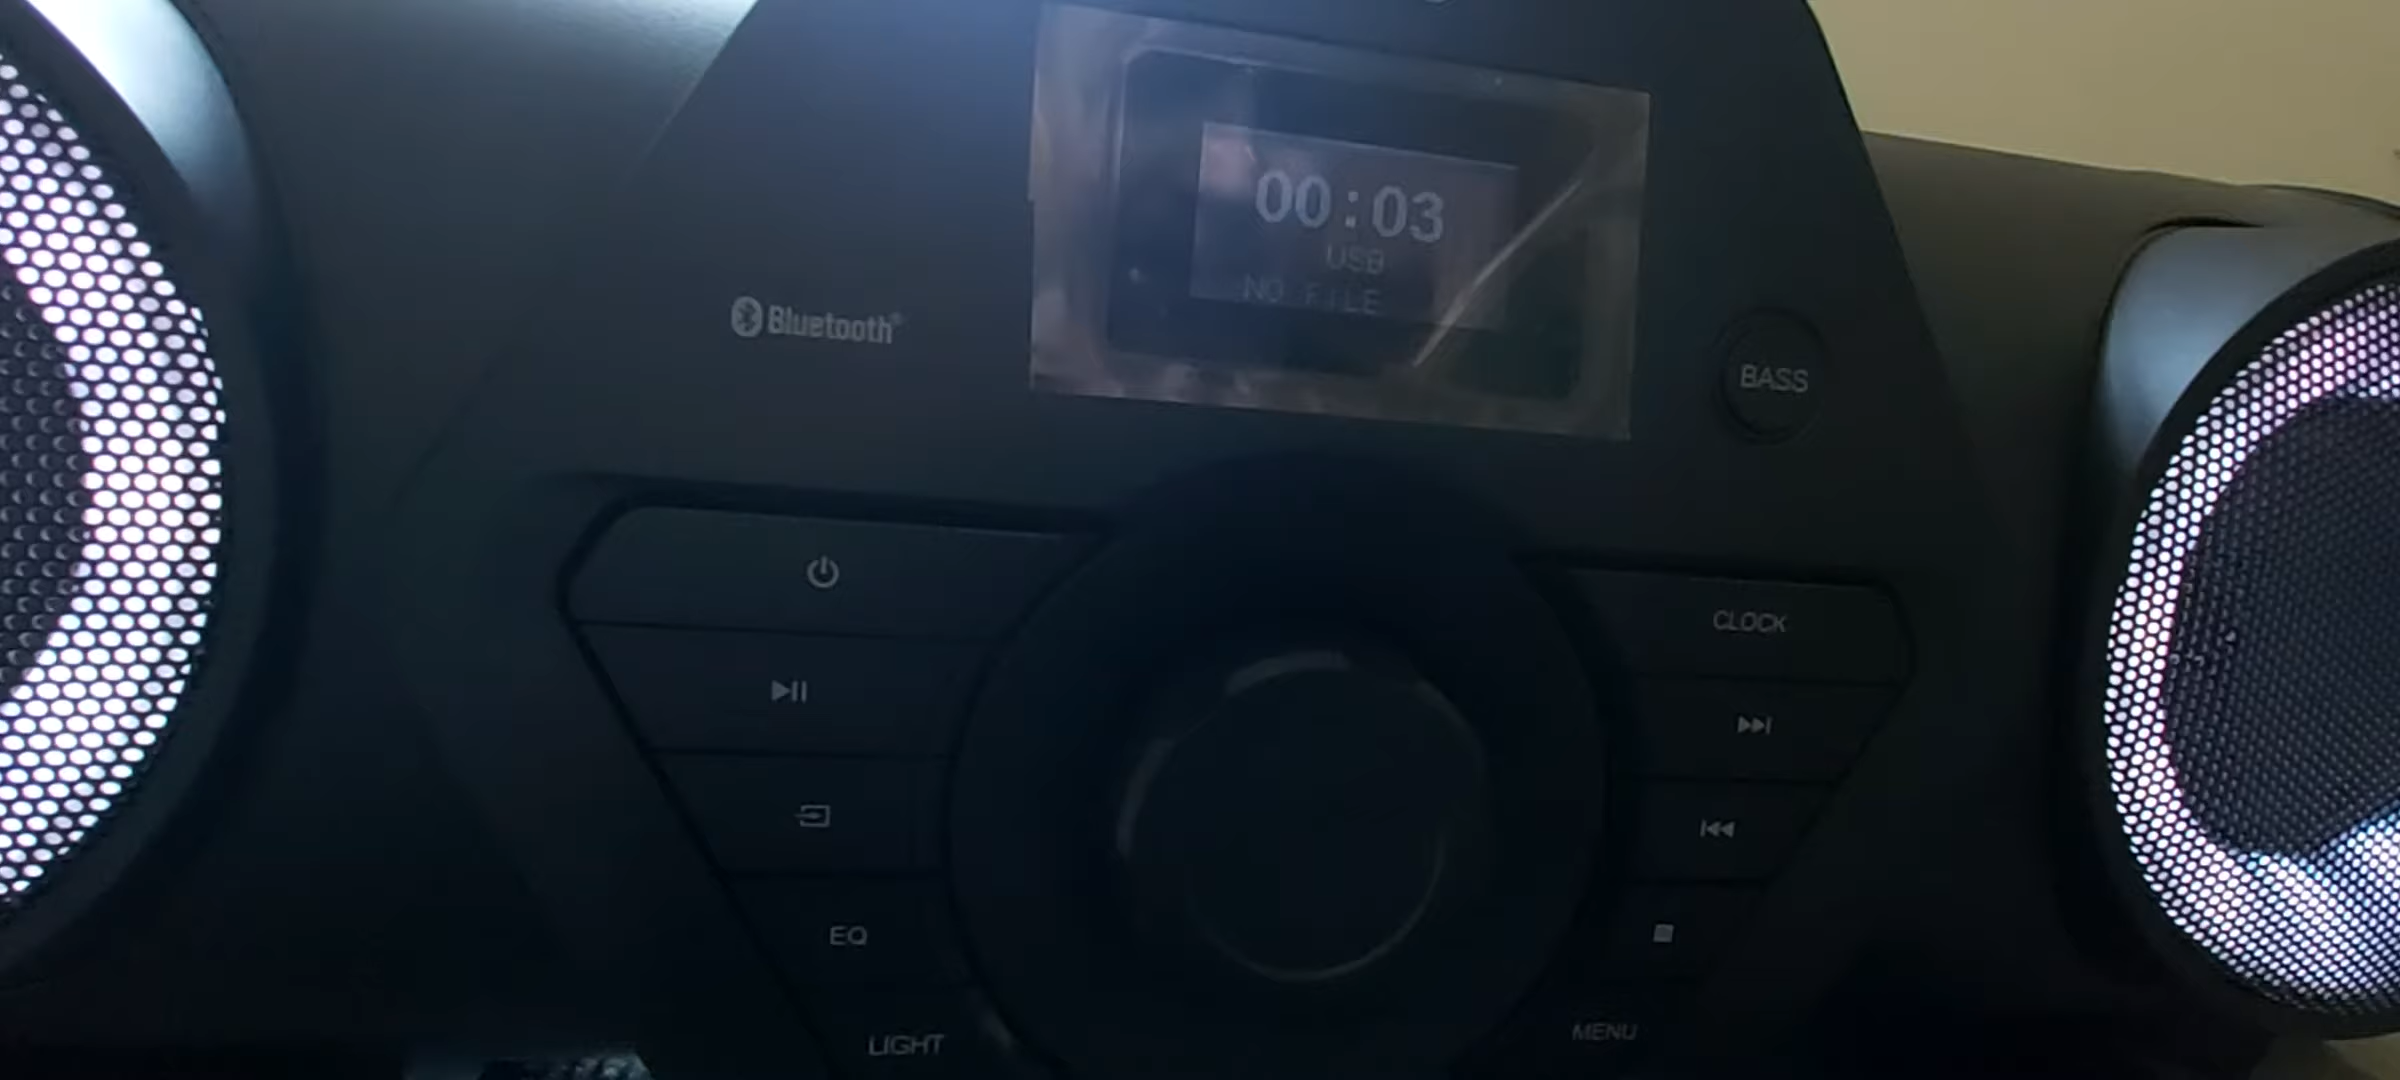 00:03
USB
NO FILE
Bluetooth®
BASS
CLOCK
EQ
LIGHT
MENU